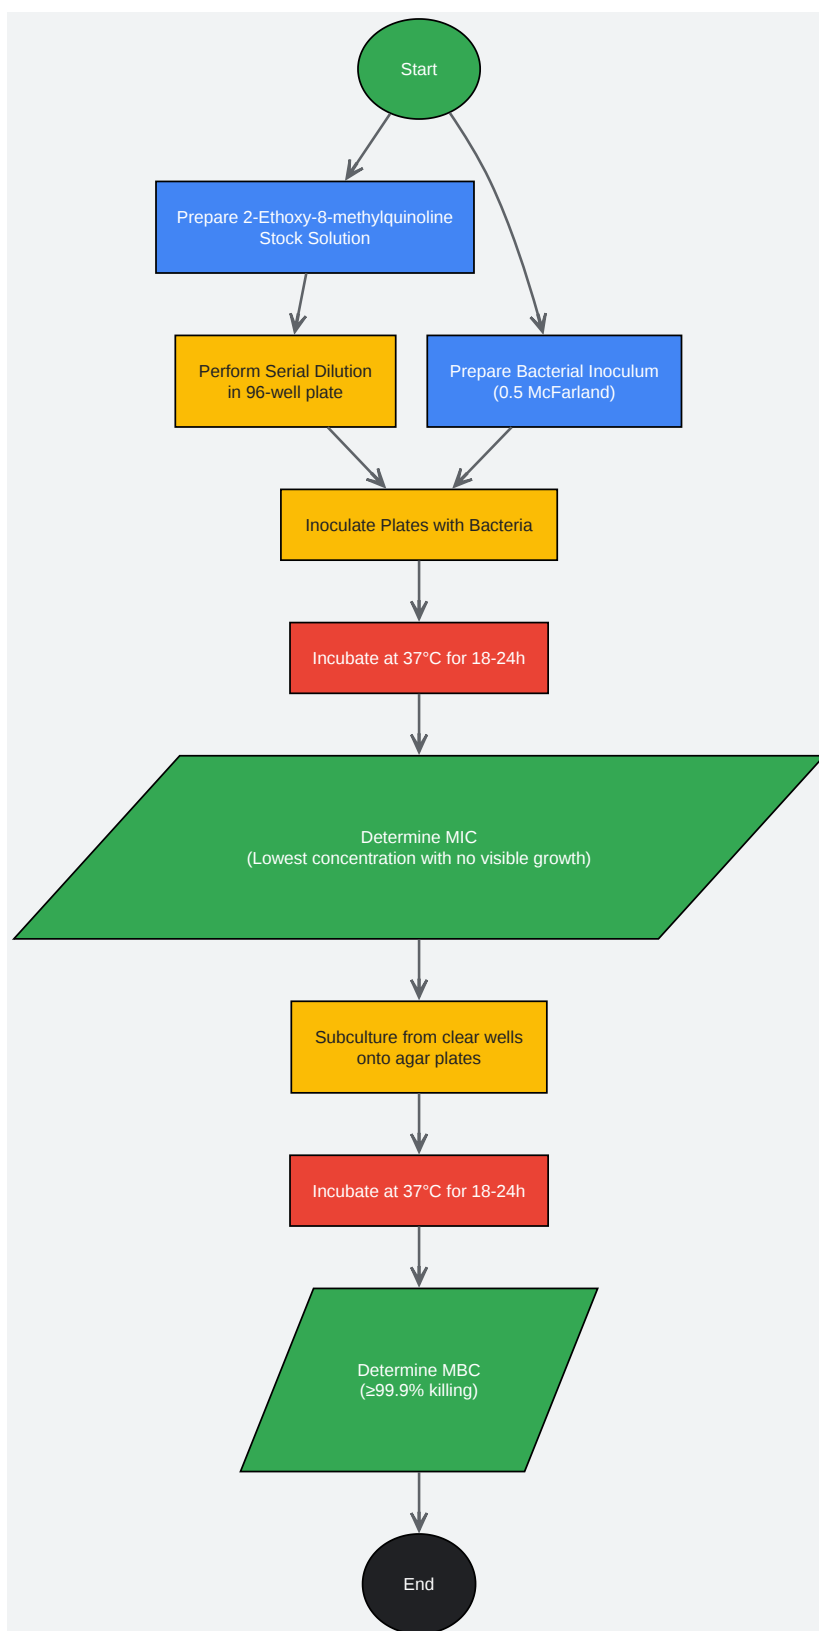 Start
Prepare 2-Ethoxy-8-methylquinoline
Stock Solution
Perform Serial Dilution
in 96-well plate
Prepare Bacterial Inoculum
(0.5 McFarland)
Inoculate Plates with Bacteria
Incubate at 37°C for 18-24h
Determine MIC
(Lowest concentration with no visible growth)
Subculture from clear wells
onto agar plates
Incubate at 37°C for 18-24h
Determine MBC
(≥99.9% killing)
End